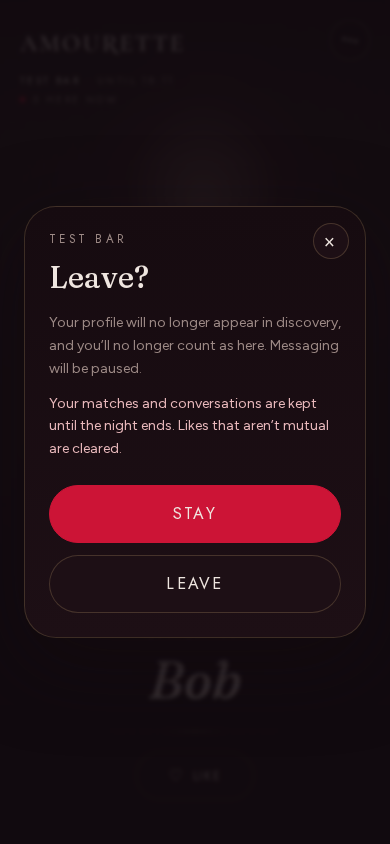 AMOURETTE
TEST BAR
Leave?
Your profile will no longer appear in discovery,
and you’ll no longer count as here. Messaging
will be paused.
Your matches and conversations are kept
until the night ends. Likes that aren’t mutual
are cleared.
STAY
LEAVE
Bob
LIKE